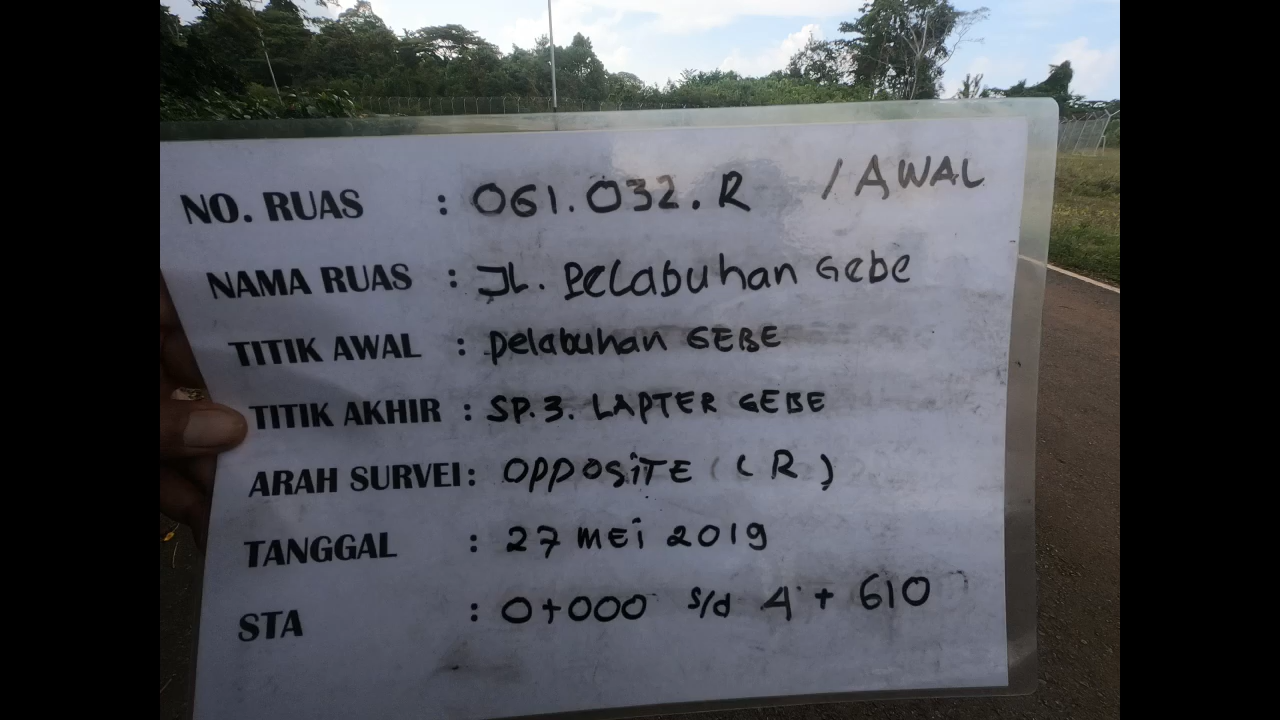 NO. RUAS : 061.032.R / AWAL
NAMA RUAS : JL. Pelabuhan Gebe
TITIK AWAL : Pelabuhan GEBE
TITIK AKHIR : SP.3. LAPTER GEBE
ARAH SURVEI : OPPOSiTE (R)
TANGGAL : 27 MEi 2019
STA : 0+000 s/d 4 + 610